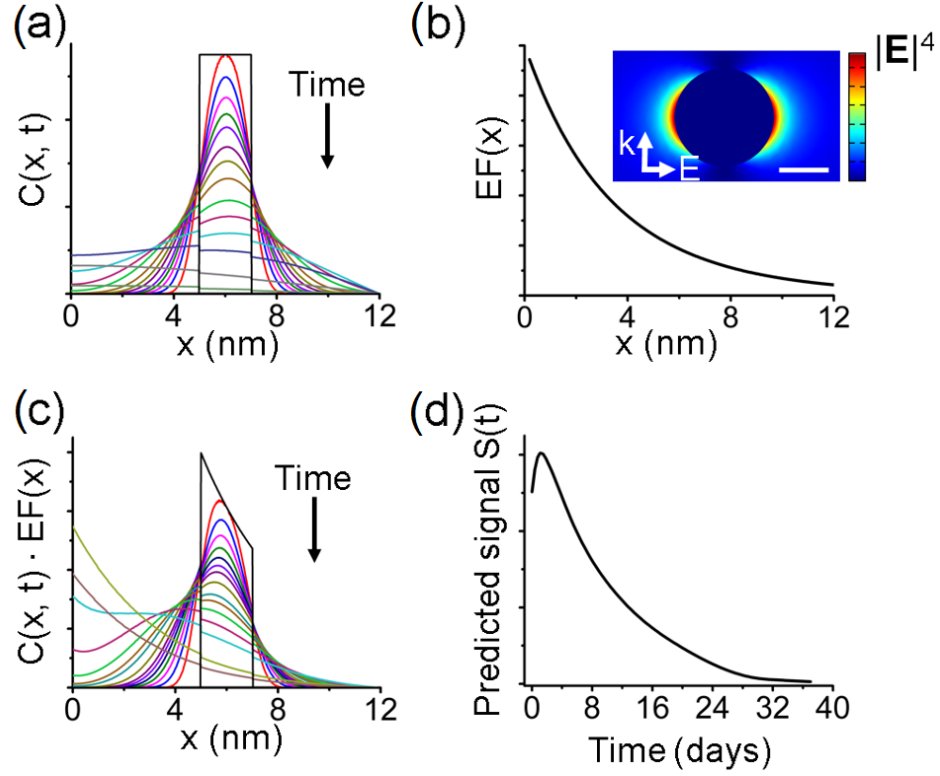 (a)
C(x, t)
Time
0 4 8 12
x (nm)
(b)
EF(x)
|E|⁴
k
E
0 4 8 12
x (nm)
(c)
C(x, t) · EF(x)
Time
0 4 8 12
x (nm)
(d)
Predicted signal S(t)
0 8 16 24 32 40
Time (days)